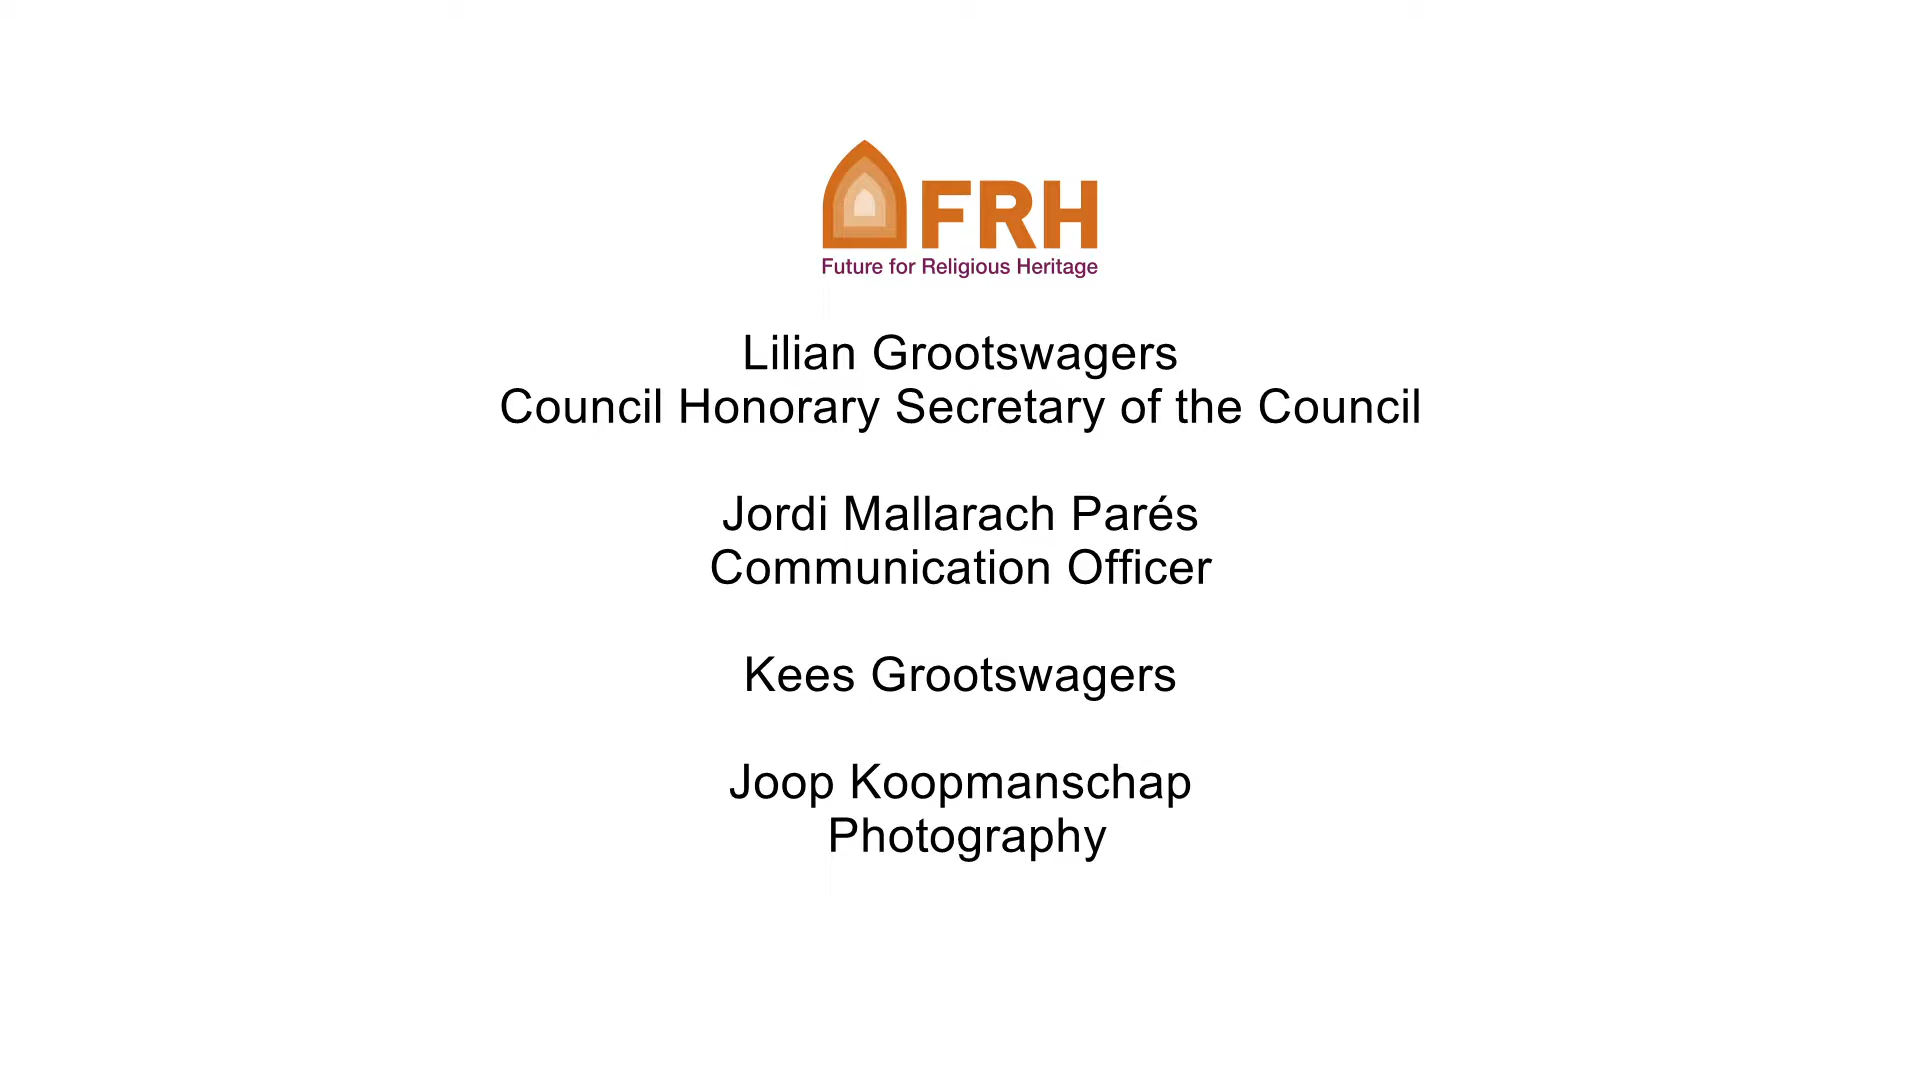 FRH
Future for Religious Heritage
Lilian Grootswagers
Council Honorary Secretary of the Council
Jordi Mallarach Parés
Communication Officer
Kees Grootswagers
Joop Koopmanschap
Photography